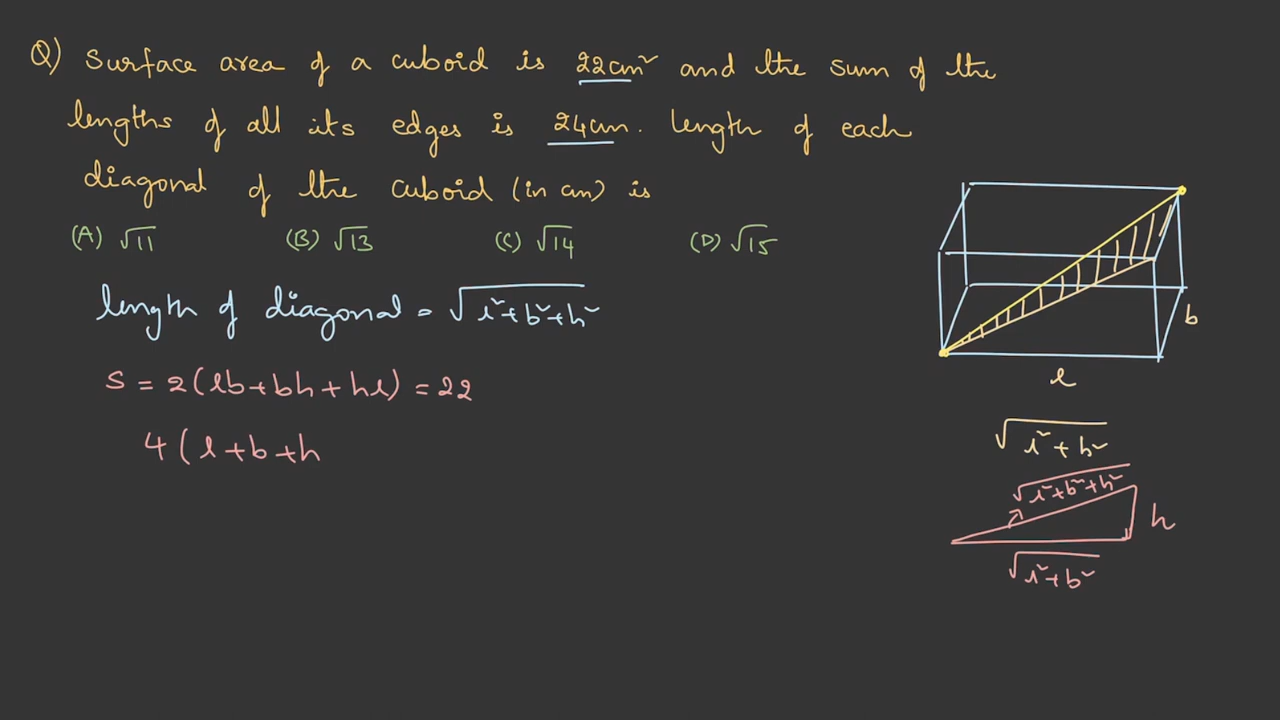 Q) Surface area of a cuboid is 22cm² and the sum of the
lengths of all its edges is 24cm. Length of each
diagonal of the cuboid (in cm) is
(A) √11 (B) √13 (C) √14 (D) √15
length of diagonal = √l²+b²+h²
S = 2(lb+bh+hl) = 22
4(l+b+h
b
l
√l²+b²
√l²+b²+h²
h
√l²+b²